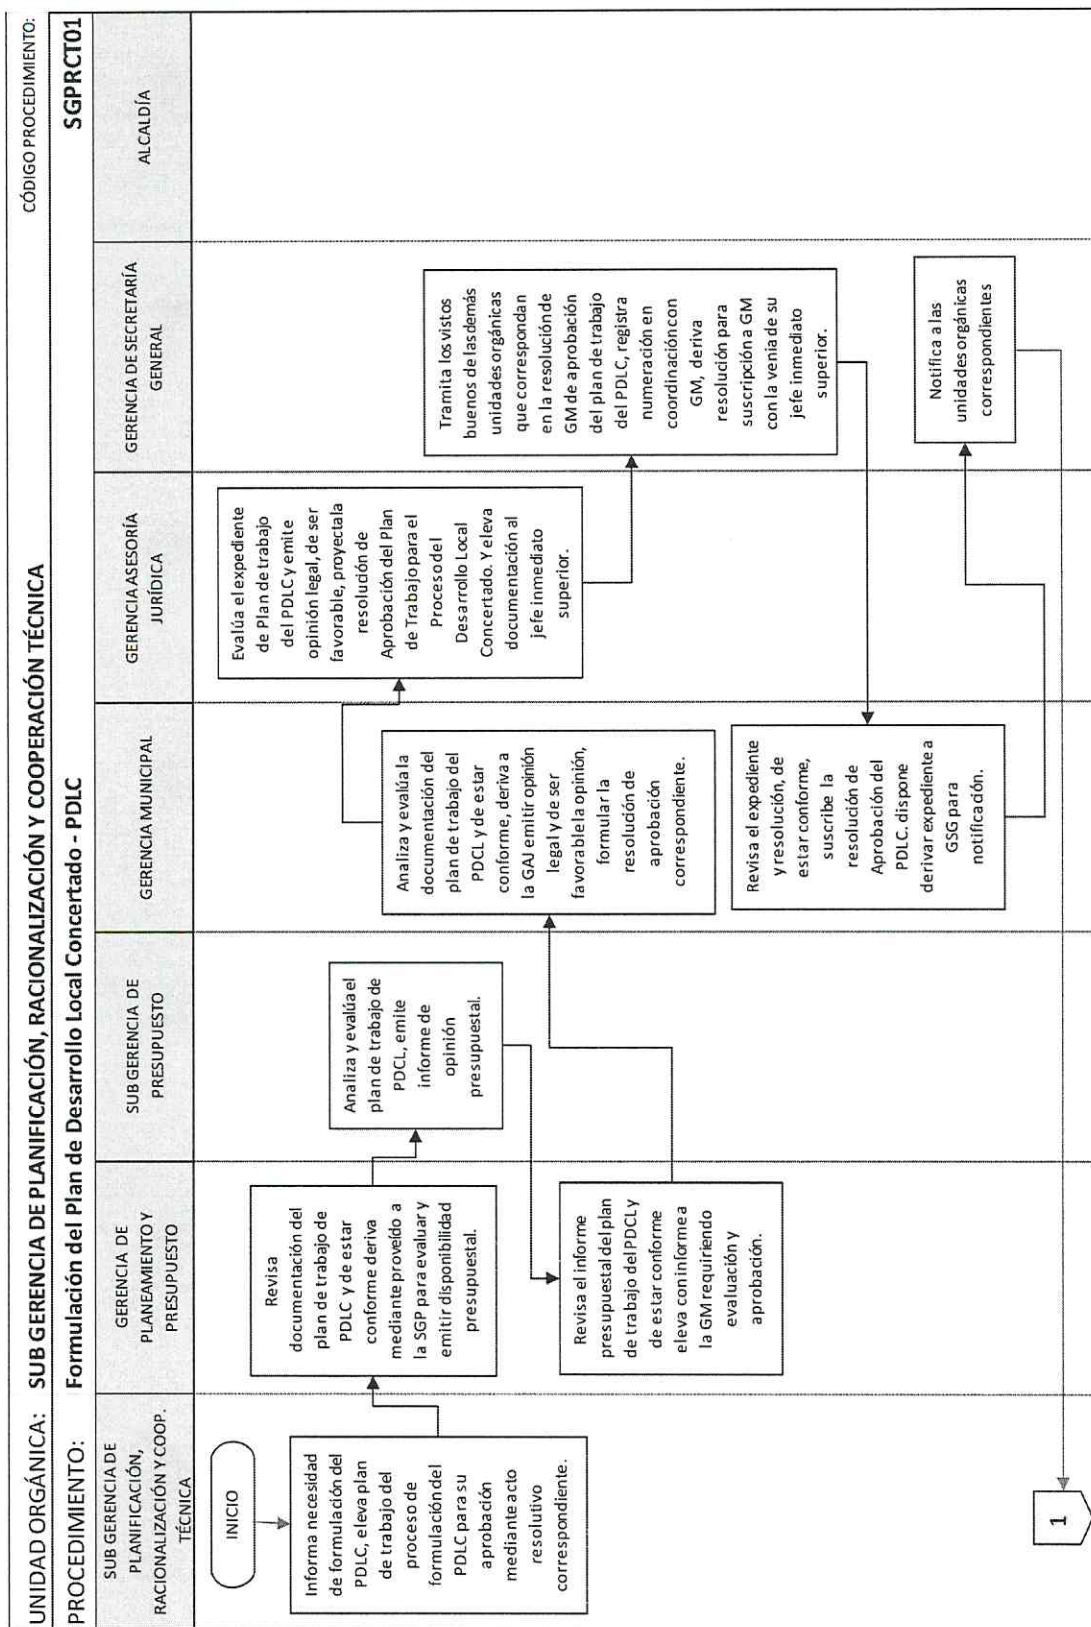 UNIDAD ORGÁNICA: SUB GERENCIA DE PLANIFICACIÓN, RACIONALIZACIÓN Y COOPERACIÓN TÉCNICA
CÓDIGO PROCEDIMIENTO:
PROCEDIMIENTO: Formulación del Plan de Desarrollo Local Concertado - PDLC
SGPRCT01
SUB GERENCIA DE
PLANIFICACIÓN,
RACIONALIZACIÓN Y COOP.
TÉCNICA
GERENCIA DE
PLANEAMIENTO Y
PRESUPUESTO
SUB GERENCIA DE
PRESUPUESTO
GERENCIA MUNICIPAL
GERENCIA ASESORÍA
JURÍDICA
GERENCIA DE SECRETARÍA
GENERAL
ALCALDÍA
INICIO
Informa necesidad
de formulación del
PDLC, eleva plan
de trabajo del
proceso de
formulación del
PDLC para su
aprobación
mediante acto
resolutivo
correspondiente.
Revisa
documentación del
plan de trabajo de
PDLC y de estar
conforme deriva
mediante proveído a
la SGP para evaluar y
emitir disponibilidad
presupuestal.
Analiza y evalúa el
plan de trabajo de
PDCL, emite
informe de
opinión
presupuestal.
Revisa el informe
presupuestal del plan
de trabajo del PDCL y
de estar conforme
eleva con informe a
la GM requiriendo
evaluación y
aprobación.
Analiza y evalúa la
documentación del
plan de trabajo del
PDCL y de estar
conforme, deriva a
la GAJ emitir opinión
legal y de ser
favorable la opinión,
formular la
resolución de
aprobación
correspondiente.
Evalúa el expediente
de Plan de trabajo
del PDLC y emite
opinión legal, de ser
favorable, proyecta la
resolución de
Aprobación del Plan
de Trabajo para el
Proceso del
Desarrollo Local
Concertado. Y eleva
documentación al
jefe inmediato
superior.
Tramita los vistos
buenos de las demás
unidades orgánicas
que correspondan
en la resolución de
GM de aprobación
del plan de trabajo
del PDLC, registra
numeración en
coordinación con
GM, deriva
resolución para
suscripción a GM
con la venia de su
jefe inmediato
superior.
Revisa el expediente
y resolución, de
estar conforme,
suscribe la
resolución de
Aprobación del
PDLC. dispone
derivar expediente a
GSG para
notificación.
Notifica a las
unidades orgánicas
correspondientes
1